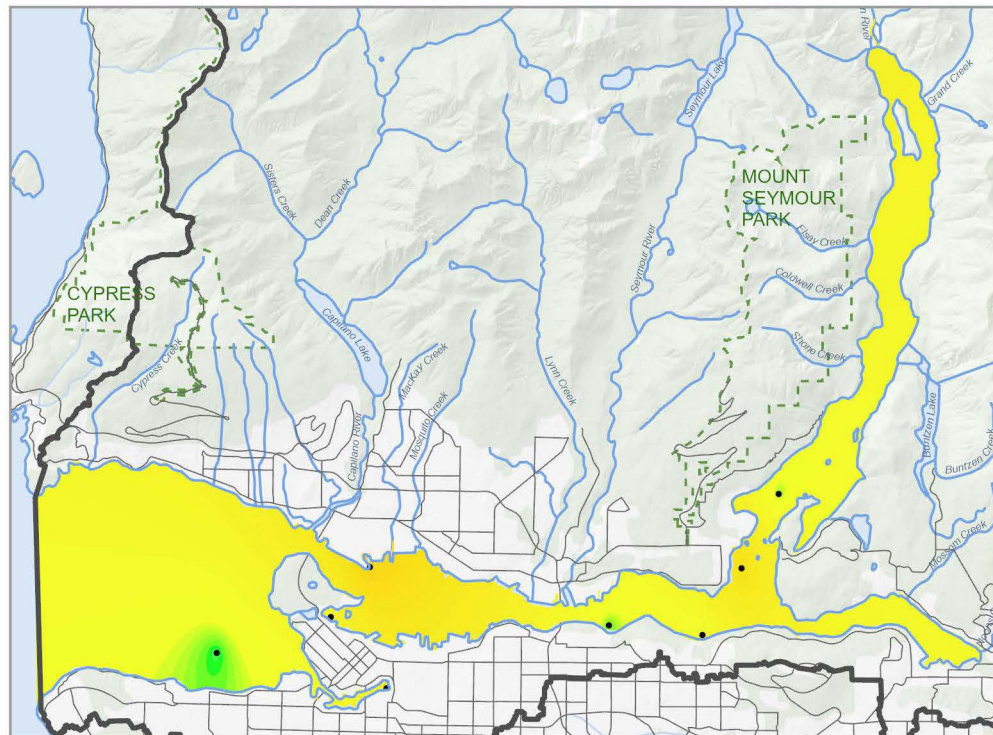 Grand Creek
Seymour Lake
MOUNT
SEYMOUR
PARK
Sisters Creek
Dean Creek
Elsay Creek
Seymour River
Coldwell Creek
CYPRESS
PARK
Capilano Lake
Cypress Creek
MacKay Creek
Mosquito Creek
Lynn Creek
Shone Creek
Buntzen Lake
Buntzen Creek
Capilano River
Mossom Creek